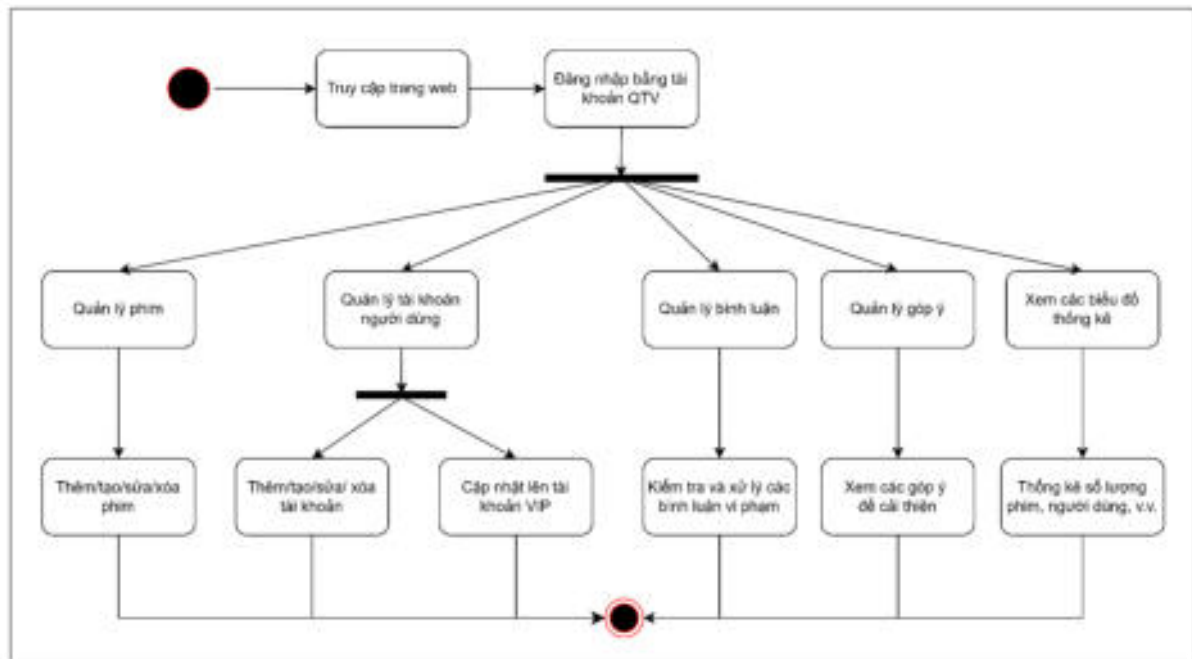 Truy cập trang web
Đăng nhập bằng tài
khoản QTV
Quản lý phim
Quản lý tài khoản
người dùng
Quản lý bình luận
Quản lý góp ý
Xem các biểu đồ
thống kê
Thêm/tạo/sửa/xóa
phim
Thêm/tạo/sửa/ xóa
tài khoản
Cập nhật lên tài
khoản VIP
Kiểm tra và xử lý các
bình luận vi phạm
Xem các góp ý
để cải thiện
Thống kê số lượng
phim, người dùng, v.v.